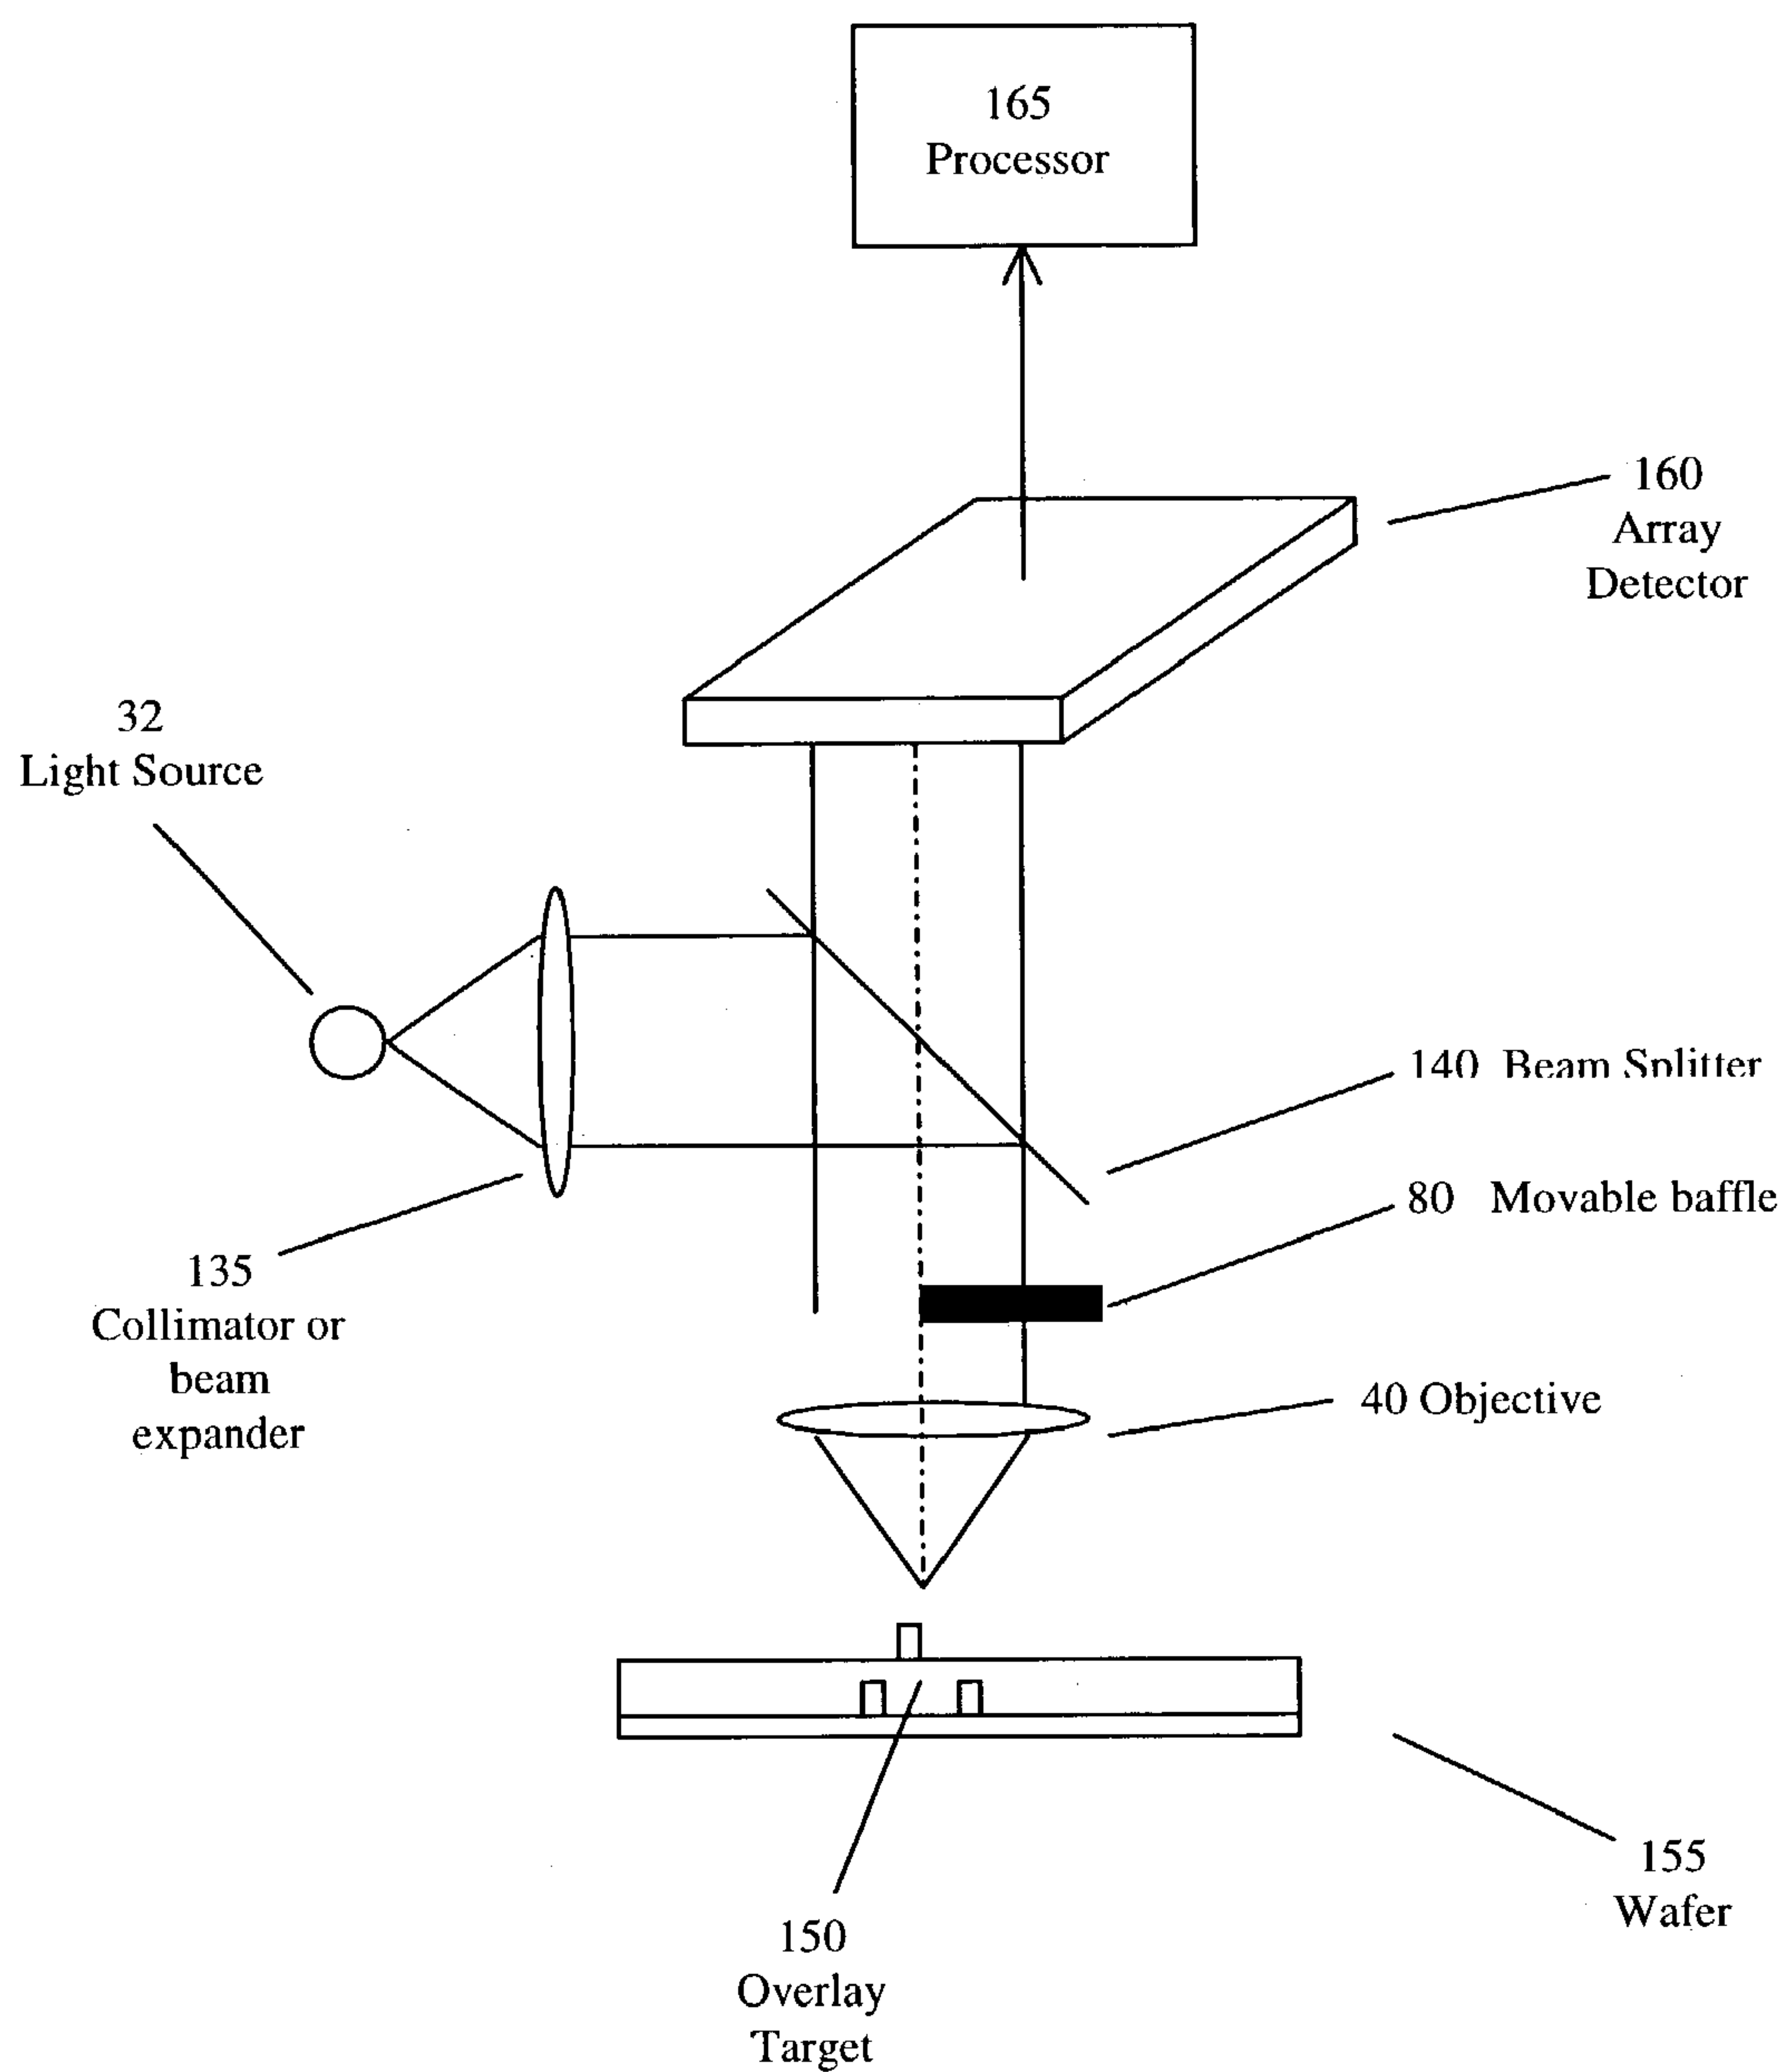 165
Processor
160
Array
Detector
32
Light Source
140 Beam Splitter
80 Movable baffle
135
Collimator or
beam
expander
40 Objective
155
Wafer
150
Overlay
Target